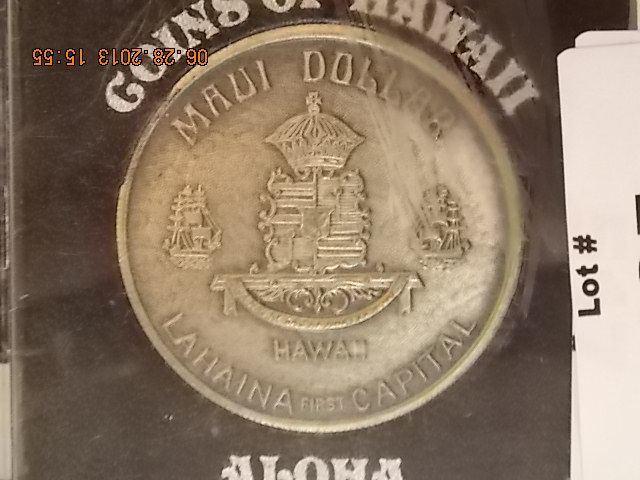 COINS OF HAWAII
06.28.2013 15:55
MAUI DOLLAR
HAWAII
LAHAINA FIRST CAPITAL
ALOHA
Lot #